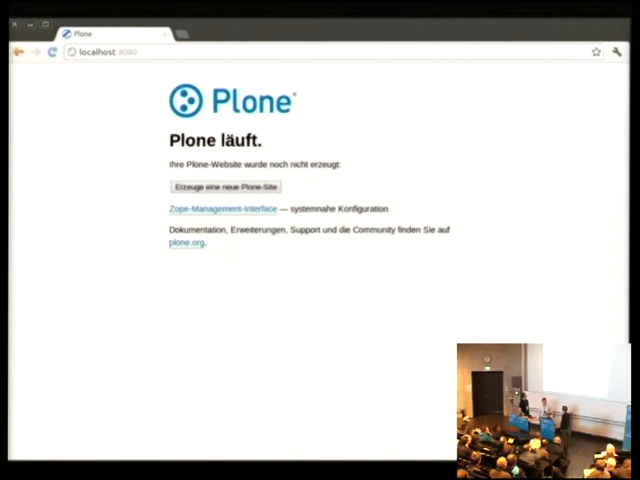 Plone
localhost:8080
Plone
Plone läuft.
Ihre Plone-Website wurde noch nicht erzeugt:
Erzeuge eine neue Plone-Site
Zope-Management-Interface — systemnahe Konfiguration
Dokumentation, Erweiterungen, Support und die Community finden Sie auf
plone.org.